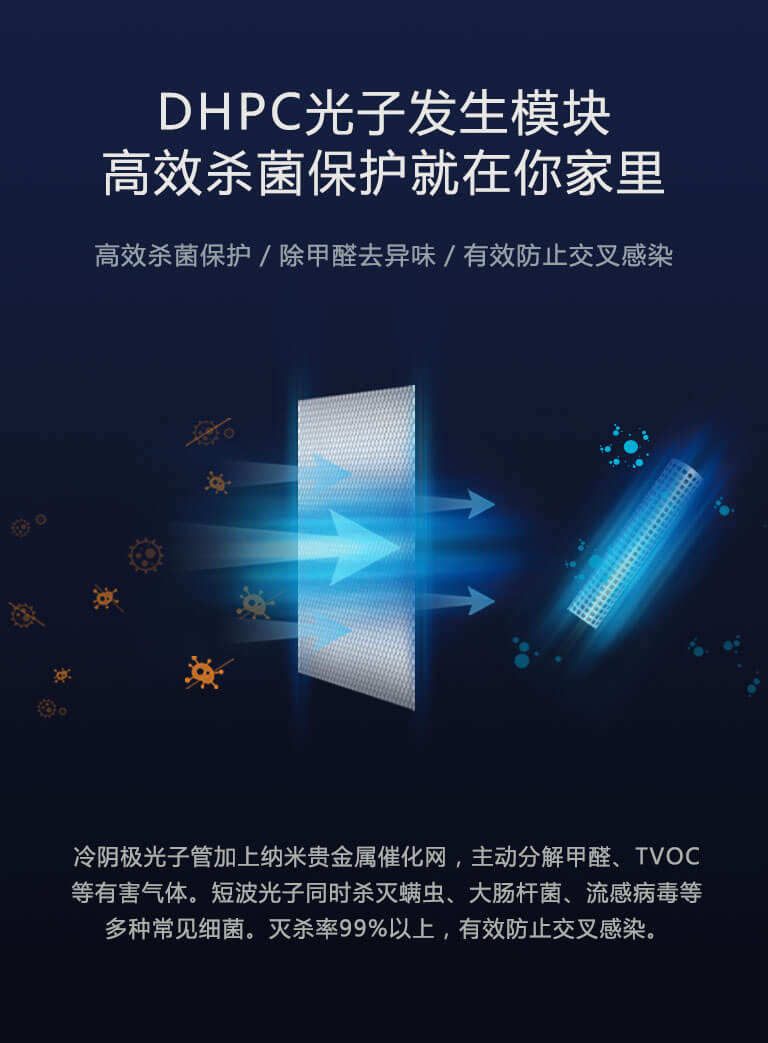 DHPC光子发生模块
高效杀菌保护就在你家里
高效杀菌保护 / 除甲醛去异味 / 有效防止交叉感染
冷阴极光子管加上纳米贵金属催化网，主动分解甲醛、TVOC
等有害气体。短波光子同时杀灭螨虫、大肠杆菌、流感病毒等
多种常见细菌。灭杀率99%以上，有效防止交叉感染。